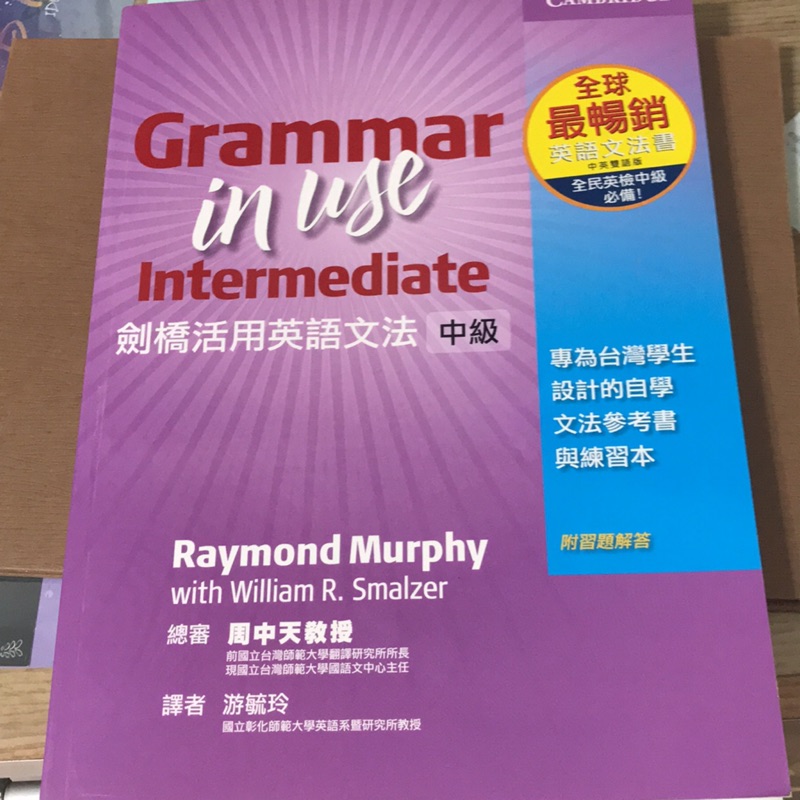 CAMBRIDGE
Grammar
in use
Intermediate
劍橋活用英語文法 中級
全球
最暢銷
英語文法書
中英雙語版
全民英檢中級
必備!
專為台灣學生
設計的自學
文法參考書
與練習本
附習題解答
Raymond Murphy
with William R. Smalzer
總審 周中天教授
前國立台灣師範大學翻譯研究所所長
現國立台灣師範大學國語文中心主任
譯者 游毓玲
國立彰化師範大學英語系暨研究所教授